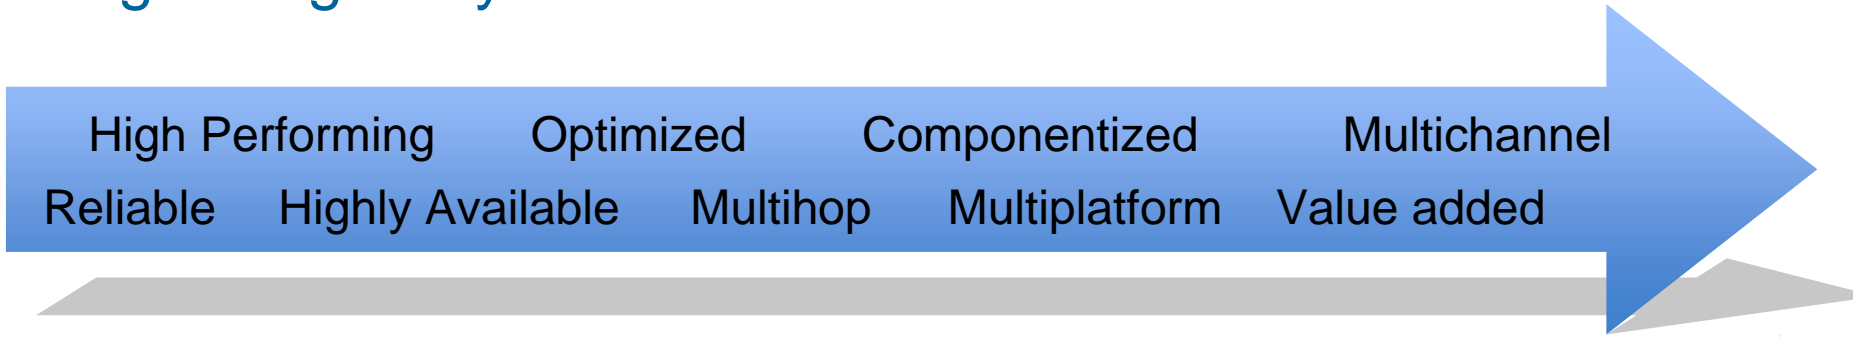 High Performing Optimized Componentized Multichannel
Reliable Highly Available Multihop Multiplatform Value added